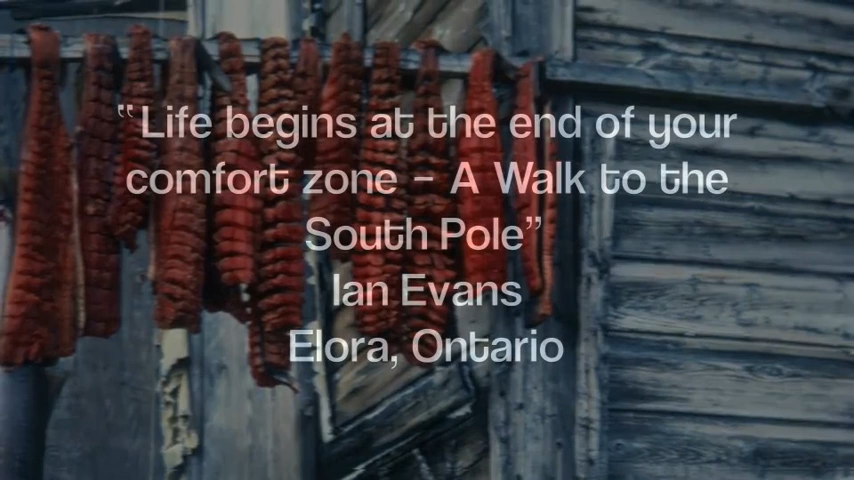 “Life begins at the end of your
comfort zone – A Walk to the
South Pole”
Ian Evans
Elora, Ontario